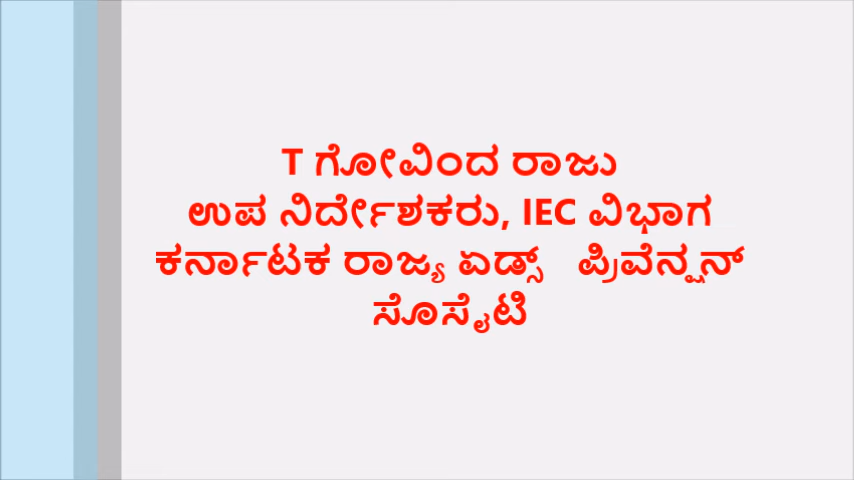 T ಗೋವಿಂದ ರಾಜು
ಉಪ ನಿರ್ದೇಶಕರು, IEC ವಿಭಾಗ
ಕರ್ನಾಟಕ ರಾಜ್ಯ ಏಡ್ಸ್ ಪ್ರಿವೆನ್ಷನ್
ಸೊಸೈಟಿ